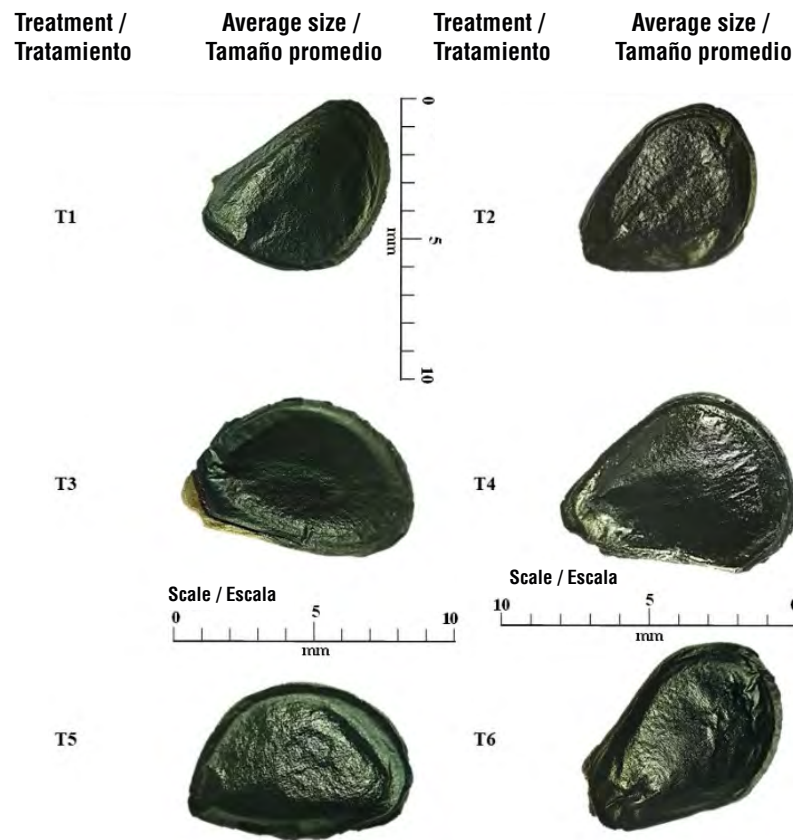 Treatment / Average size / Treatment / Average size /
Tratamiento Tamaño promedio Tratamiento Tamaño promedio
0
T1 T2
5
mm
10
T3 T4
Scale / Escala Scale / Escala
0 5 10 10 5 0
mm mm
T5 T6